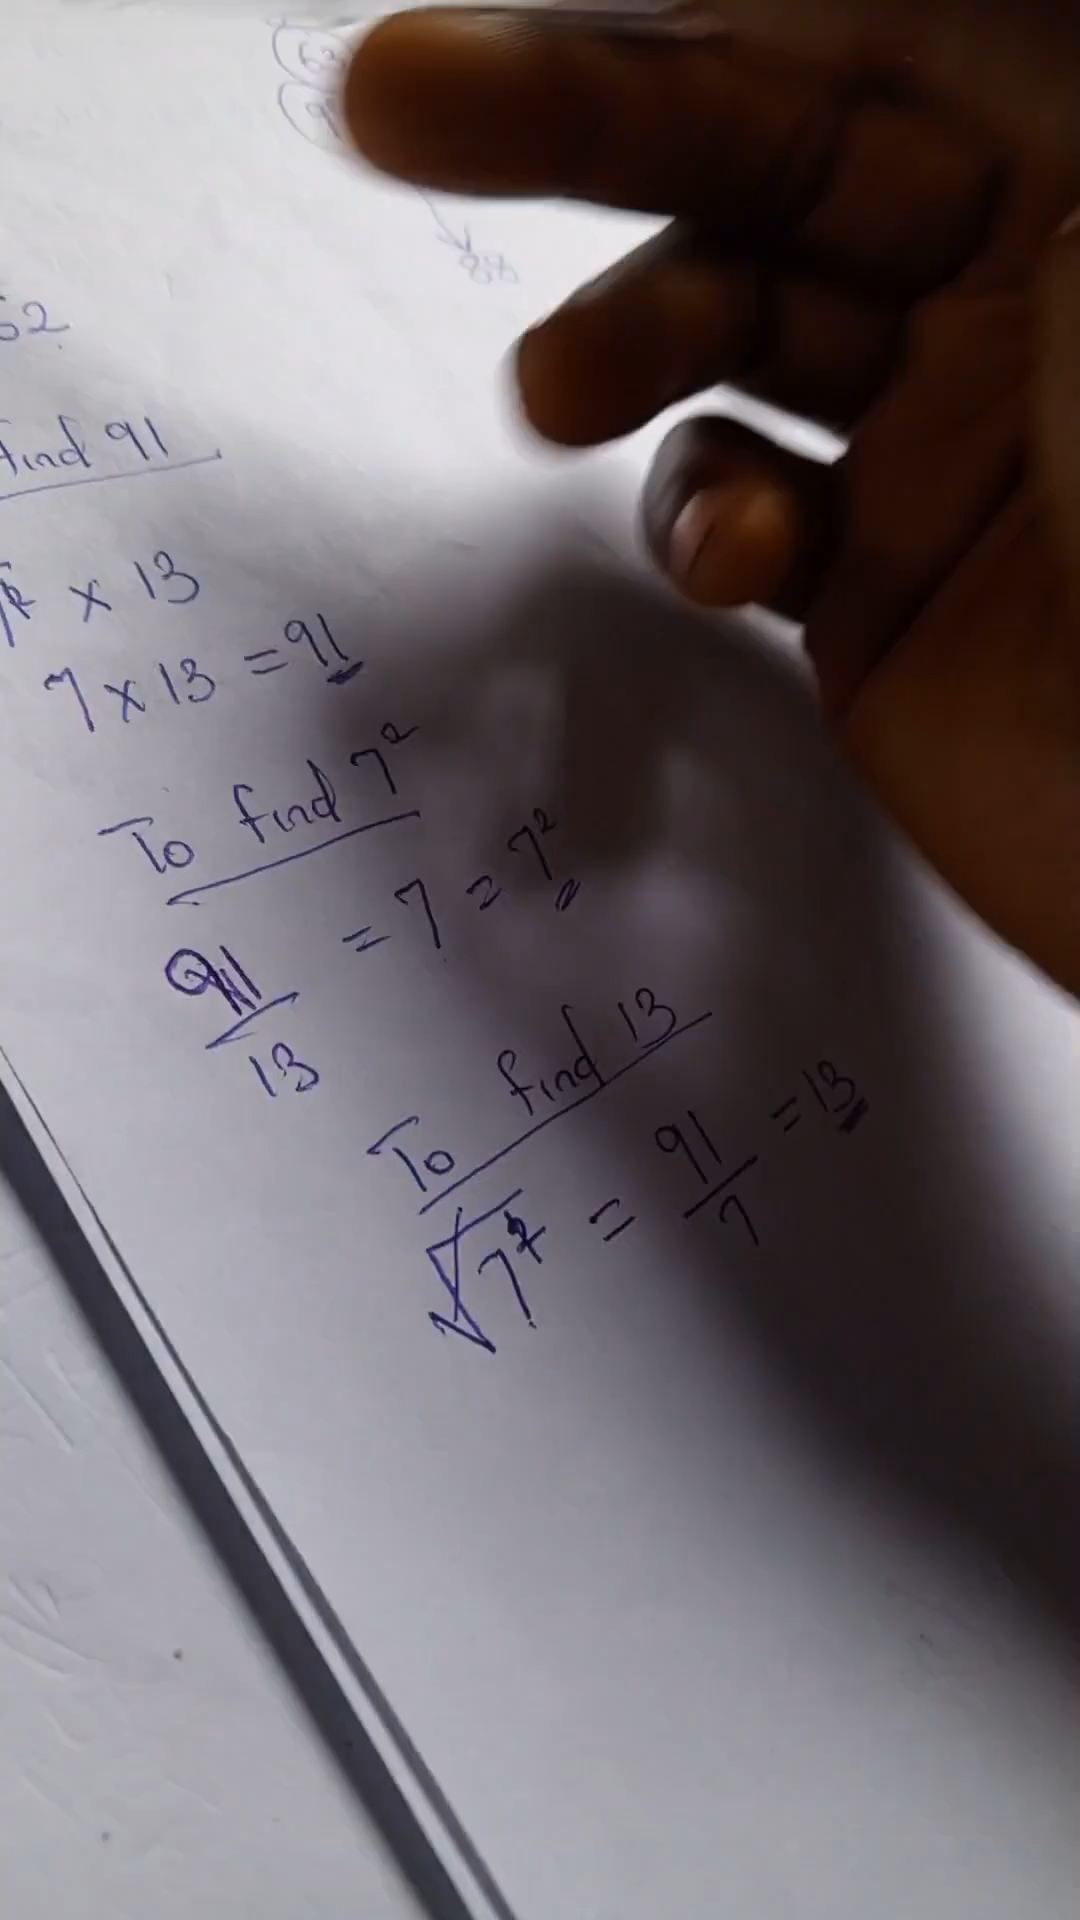 88
52
find 91
x 13
7 x 13 = 91
To find 7²
91/13 = 7 = 7²
To find 13
√7² = 91/7 = 13